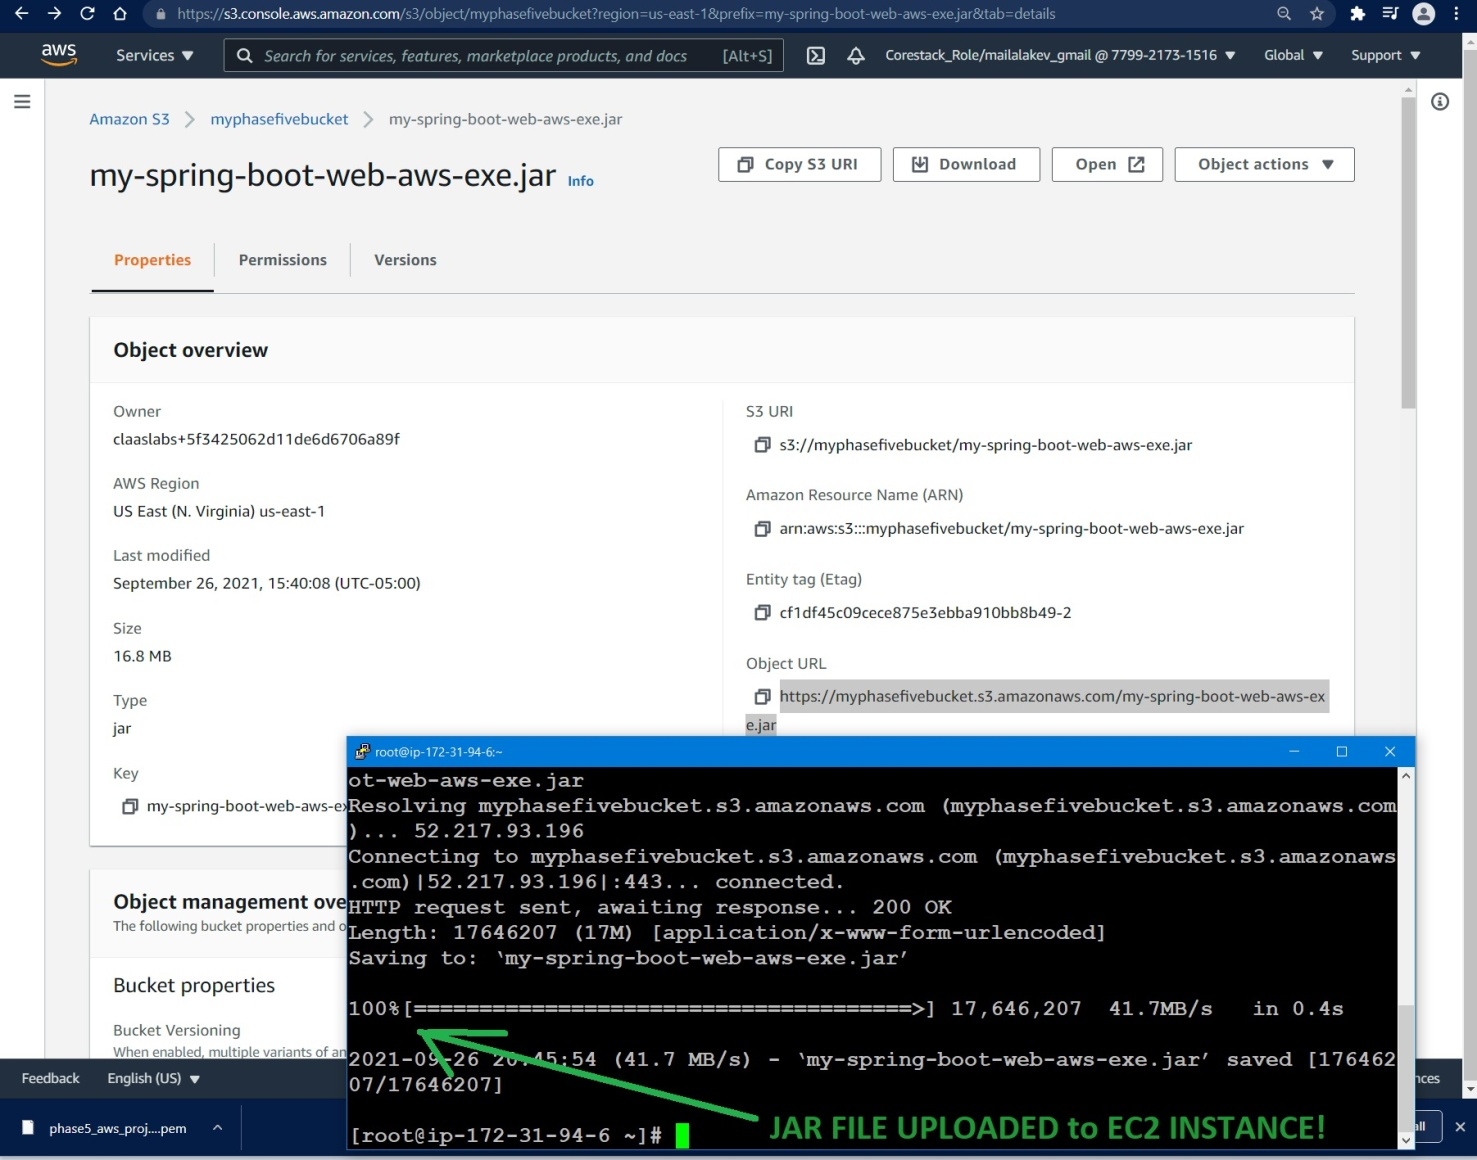 https://s3.console.aws.amazon.com/s3/object/myphasefivebucket?region=us-east-1&prefix=my-spring-boot-web-aws-exe.jar&tab=details
aws
Services
Search for services, features, marketplace products, and docs
[Alt+S]
Corestack_Role/mailalakev_gmail @ 7799-2173-1516
Global
Support
Amazon S3
myphasefivebucket
my-spring-boot-web-aws-exe.jar
my-spring-boot-web-aws-exe.jar Info
Copy S3 URI
Download
Open
Object actions
Properties
Permissions
Versions
Object overview
Owner
claaslabs+5f3425062d11de6d6706a89f
AWS Region
US East (N. Virginia) us-east-1
Last modified
September 26, 2021, 15:40:08 (UTC-05:00)
Size
16.8 MB
Type
jar
Key
my-spring-boot-web-aws-ex
S3 URI
s3://myphasefivebucket/my-spring-boot-web-aws-exe.jar
Amazon Resource Name (ARN)
arn:aws:s3:::myphasefivebucket/my-spring-boot-web-aws-exe.jar
Entity tag (Etag)
cf1df45c09cece875e3ebba910bb8b49-2
Object URL
https://myphasefivebucket.s3.amazonaws.com/my-spring-boot-web-aws-ex
e.jar
Object management ove
The following bucket properties and o
Bucket properties
Bucket Versioning
When enabled, multiple variants of an
root@ip-172-31-94-6:~
ot-web-aws-exe.jar
Resolving myphasefivebucket.s3.amazonaws.com (myphasefivebucket.s3.amazonaws.com
)... 52.217.93.196
Connecting to myphasefivebucket.s3.amazonaws.com (myphasefivebucket.s3.amazonaws
.com)|52.217.93.196|:443... connected.
HTTP request sent, awaiting response... 200 OK
Length: 17646207 (17M) [application/x-www-form-urlencoded]
Saving to: ‘my-spring-boot-web-aws-exe.jar’
100%[======================================>] 17,646,207 41.7MB/s in 0.4s
2021-09-26 20:45:54 (41.7 MB/s) - ‘my-spring-boot-web-aws-exe.jar’ saved [176462
07/17646207]
[root@ip-172-31-94-6 ~]#
JAR FILE UPLOADED to EC2 INSTANCE!
Feedback
English (US)
nces
phase5_aws_proj....pem
all